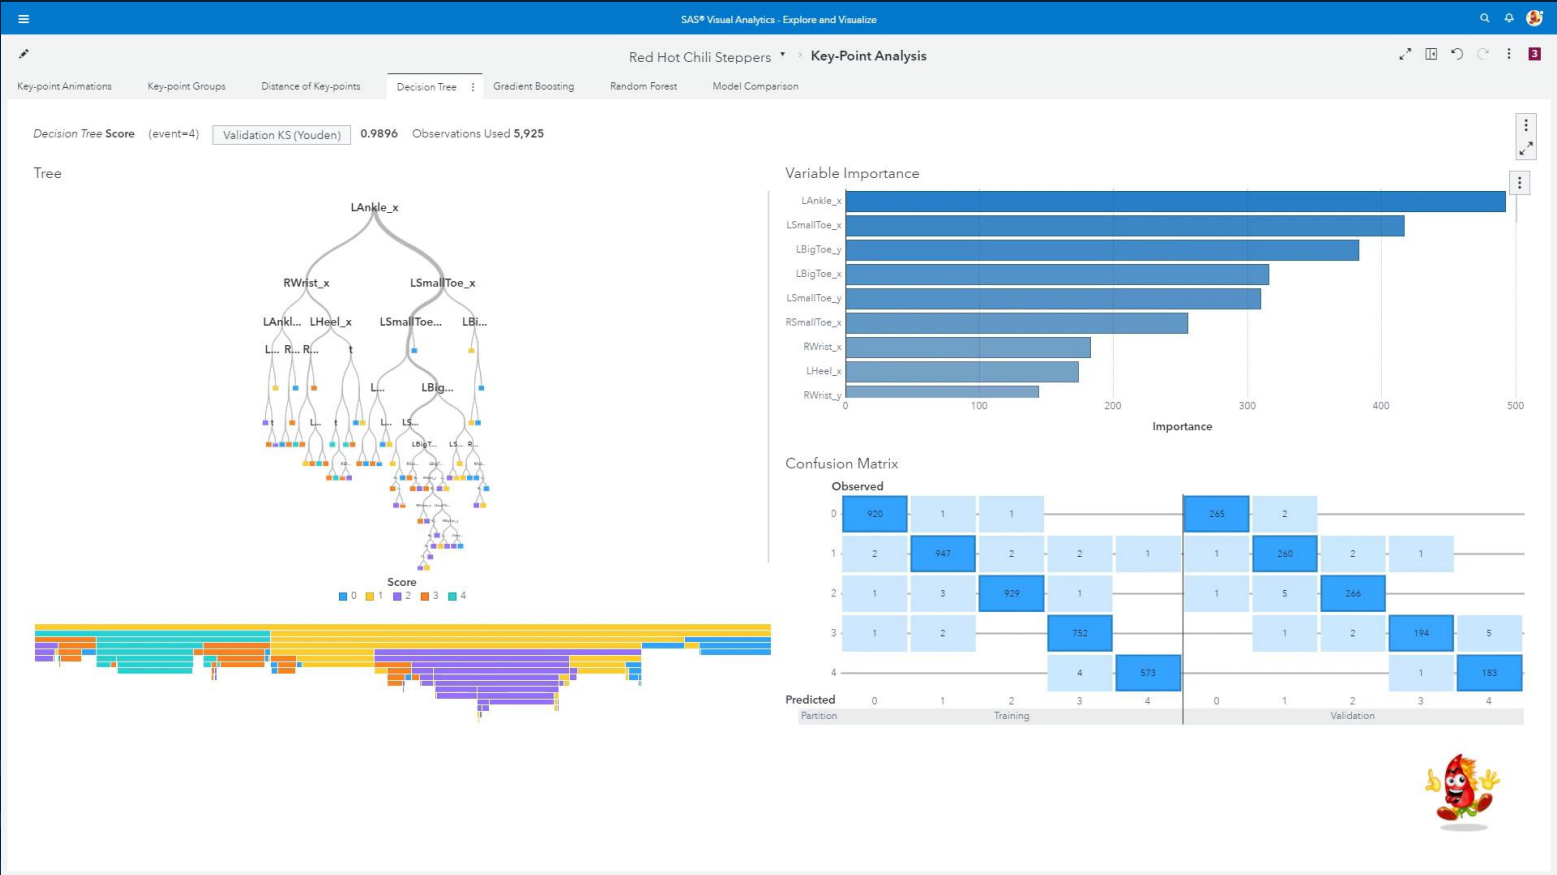 SAS® Visual Analytics - Explore and Visualize
Red Hot Chili Steppers > Key-Point Analysis
3
Key-point Animations Key-point Groups Distance of Key-points Decision Tree Gradient Boosting Random Forest Model Comparison
Decision Tree Score (event=4) Validation KS (Youden) 0.9896 Observations Used 5,925
Tree
LAnkle_x
RWrist_x LSmallToe_x
LAnkl... LHeel_x LSmallToe... LBi...
L... R... R... t
L... LBig...
t L... t L... LS...
LBigT... LS... R...
Score
0 1 2 3 4
Variable Importance
LAnkle_x
LSmallToe_x
LBigToe_y
LBigToe_x
LSmallToe_y
RSmallToe_x
RWrist_x
LHeel_x
RWrist_y
0 100 200 300 400 500
Importance
Confusion Matrix
Observed
0 920 1 1 265 2
1 2 947 2 2 1 1 260 2 1
2 1 3 929 1 1 5 266
3 1 2 752 1 2 194 5
4 4 573 1 183
Predicted 0 1 2 3 4 0 1 2 3 4
Partition Training Validation